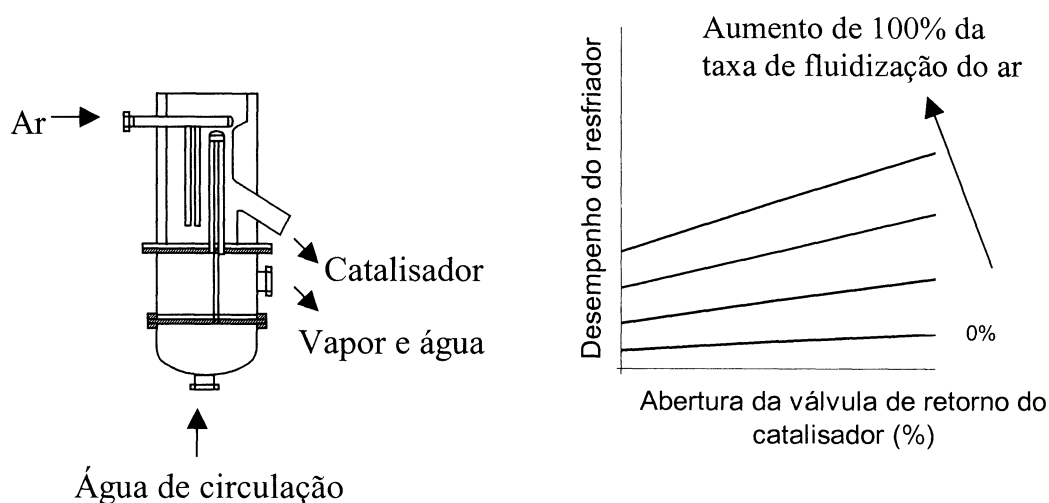 Ar
Catalisador
Vapor e água
Água de circulação
Aumento de 100% da
taxa de fluidização do ar
Desempenho do resfriador
0%
Abertura da válvula de retorno do
catalisador (%)